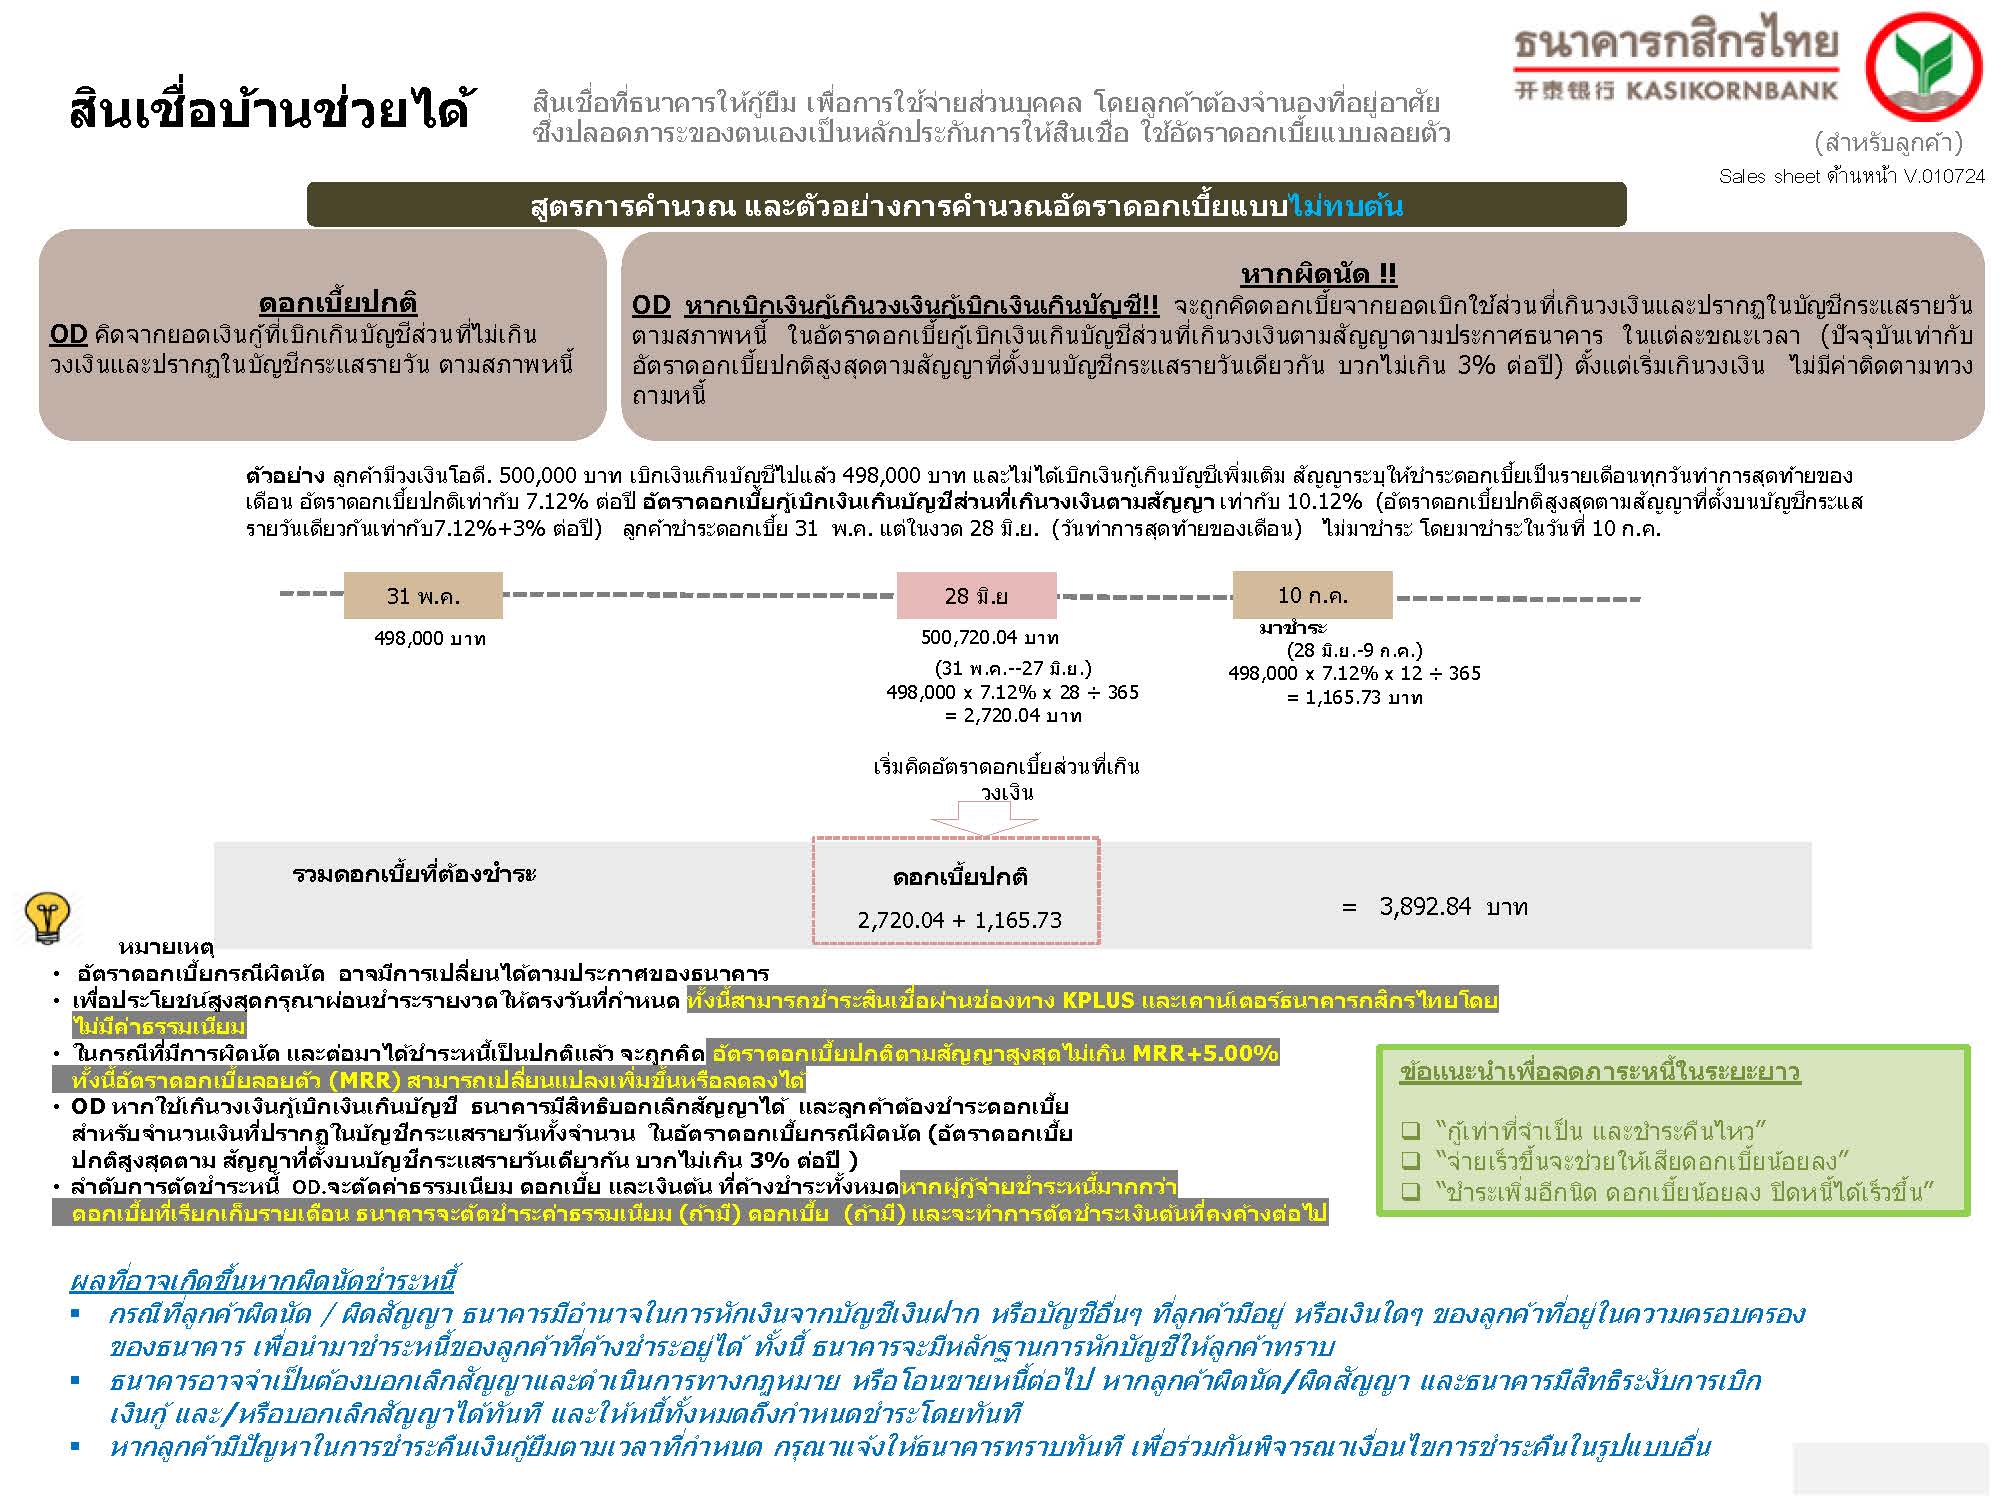 ธนาคารกสิกรไทย
开泰银行 KASIKORNBANK
(สำหรับลูกค้า)
Sales sheet ด้านหน้า V.010724
สินเชื่อบ้านช่วยได้
สินเชื่อที่ธนาคารให้กู้ยืม เพื่อการใช้จ่ายส่วนบุคคล โดยลูกค้าต้องจำนองที่อยู่อาศัย
ซึ่งปลอดภาระของตนเองเป็นหลักประกันการให้สินเชื่อ ใช้อัตราดอกเบี้ยแบบลอยตัว
สูตรการคำนวณ และตัวอย่างการคำนวณอัตราดอกเบี้ยแบบไม่ทบต้น
ดอกเบี้ยปกติ
OD คิดจากยอดเงินกู้ที่เบิกเกินบัญชีส่วนที่ไม่เกิน
วงเงินและปรากฏในบัญชีกระแสรายวัน ตามสภาพหนี้
หากผิดนัด !!
OD หากเบิกเงินกู้เกินวงเงินกู้เบิกเงินเกินบัญชี!! จะถูกคิดดอกเบี้ยจากยอดเบิกใช้ส่วนที่เกินวงเงินและปรากฏในบัญชีกระแสรายวัน
ตามสภาพหนี้ ในอัตราดอกเบี้ยกู้เบิกเงินเกินบัญชีส่วนที่เกินวงเงินตามสัญญาตามประกาศธนาคาร ในแต่ละขณะเวลา (ปัจจุบันเท่ากับ
อัตราดอกเบี้ยปกติสูงสุดตามสัญญาที่ตั้งบนบัญชีกระแสรายวันเดียวกัน บวกไม่เกิน 3% ต่อปี) ตั้งแต่เริ่มเกินวงเงิน ไม่มีค่าติดตามทวง
ถามหนี้
ตัวอย่าง ลูกค้ามีวงเงินโอดี. 500,000 บาท เบิกเงินเกินบัญชีไปแล้ว 498,000 บาท และไม่ได้เบิกเงินกู้เกินบัญชีเพิ่มเติม สัญญาระบุให้ชำระดอกเบี้ยเป็นรายเดือนทุกวันทำการสุดท้ายของ
เดือน อัตราดอกเบี้ยปกติเท่ากับ 7.12% ต่อปี อัตราดอกเบี้ยกู้เบิกเงินเกินบัญชีส่วนที่เกินวงเงินตามสัญญา เท่ากับ 10.12% (อัตราดอกเบี้ยปกติสูงสุดตามสัญญาที่ตั้งบนบัญชีกระแส
รายวันเดียวกันเท่ากับ7.12%+3% ต่อปี) ลูกค้าชำระดอกเบี้ย 31 พ.ค. แต่ในงวด 28 มิ.ย. (วันทำการสุดท้ายของเดือน) ไม่มาชำระ โดยมาชำระในวันที่ 10 ก.ค.
31 พ.ค.
498,000 บาท
28 มิ.ย
500,720.04 บาท
(31 พ.ค.--27 มิ.ย.)
498,000 x 7.12% x 28 ÷ 365
= 2,720.04 บาท
10 ก.ค.
มาชำระ
(28 มิ.ย.-9 ก.ค.)
498,000 x 7.12% x 12 ÷ 365
= 1,165.73 บาท
เริ่มคิดอัตราดอกเบี้ยส่วนที่เกิน
วงเงิน
รวมดอกเบี้ยที่ต้องชำระ
ดอกเบี้ยปกติ
2,720.04 + 1,165.73
= 3,892.84 บาท
หมายเหตุ
• อัตราดอกเบี้ยกรณีผิดนัด อาจมีการเปลี่ยนได้ตามประกาศของธนาคาร
• เพื่อประโยชน์สูงสุดกรุณาผ่อนชำระรายงวดให้ตรงวันที่กำหนด ทั้งนี้สามารถชำระสินเชื่อผ่านช่องทาง KPLUS และเคาน์เตอร์ธนาคารกสิกรไทยโดย
ไม่มีค่าธรรมเนียม
• ในกรณีที่มีการผิดนัด และต่อมาได้ชำระหนี้เป็นปกติแล้ว จะถูกคิด อัตราดอกเบี้ยปกติตามสัญญาสูงสุดไม่เกิน MRR+5.00%
ทั้งนี้อัตราดอกเบี้ยลอยตัว (MRR) สามารถเปลี่ยนแปลงเพิ่มขึ้นหรือลดลงได้
• OD หากใช้เกินวงเงินกู้เบิกเงินเกินบัญชี ธนาคารมีสิทธิบอกเลิกสัญญาได้ และลูกค้าต้องชำระดอกเบี้ย
สำหรับจำนวนเงินที่ปรากฏในบัญชีกระแสรายวันทั้งจำนวน ในอัตราดอกเบี้ยกรณีผิดนัด (อัตราดอกเบี้ย
ปกติสูงสุดตาม สัญญาที่ตั้งบนบัญชีกระแสรายวันเดียวกัน บวกไม่เกิน 3% ต่อปี )
• ลำดับการตัดชำระหนี้ OD.จะตัดค่าธรรมเนียม ดอกเบี้ย และเงินต้น ที่ค้างชำระทั้งหมดหากผู้กู้จ่ายชำระหนี้มากกว่า
ดอกเบี้ยที่เรียกเก็บรายเดือน ธนาคารจะตัดชำระค่าธรรมเนียม (ถ้ามี) ดอกเบี้ย (ถ้ามี) และจะทำการตัดชำระเงินต้นที่คงค้างต่อไป
ข้อแนะนำเพื่อลดภาระหนี้ในระยะยาว
❑ “กู้เท่าที่จำเป็น และชำระคืนไหว”
❑ “จ่ายเร็วขึ้นจะช่วยให้เสียดอกเบี้ยน้อยลง”
❑ “ชำระเพิ่มอีกนิด ดอกเบี้ยน้อยลง ปิดหนี้ได้เร็วขึ้น”
ผลที่อาจเกิดขึ้นหากผิดนัดชำระหนี้
▪ กรณีที่ลูกค้าผิดนัด / ผิดสัญญา ธนาคารมีอำนาจในการหักเงินจากบัญชีเงินฝาก หรือบัญชีอื่นๆ ที่ลูกค้ามีอยู่ หรือเงินใดๆ ของลูกค้าที่อยู่ในความครอบครอง
ของธนาคาร เพื่อนำมาชำระหนี้ของลูกค้าที่ค้างชำระอยู่ได้ ทั้งนี้ ธนาคารจะมีหลักฐานการหักบัญชีให้ลูกค้าทราบ
▪ ธนาคารอาจจำเป็นต้องบอกเลิกสัญญาและดำเนินการทางกฎหมาย หรือโอนขายหนี้ต่อไป หากลูกค้าผิดนัด/ผิดสัญญา และธนาคารมีสิทธิระงับการเบิก
เงินกู้ และ/หรือบอกเลิกสัญญาได้ทันที และให้หนี้ทั้งหมดถึงกำหนดชำระโดยทันที
▪ หากลูกค้ามีปัญหาในการชำระคืนเงินกู้ยืมตามเวลาที่กำหนด กรุณาแจ้งให้ธนาคารทราบทันที เพื่อร่วมกันพิจารณาเงื่อนไขการชำระคืนในรูปแบบอื่น